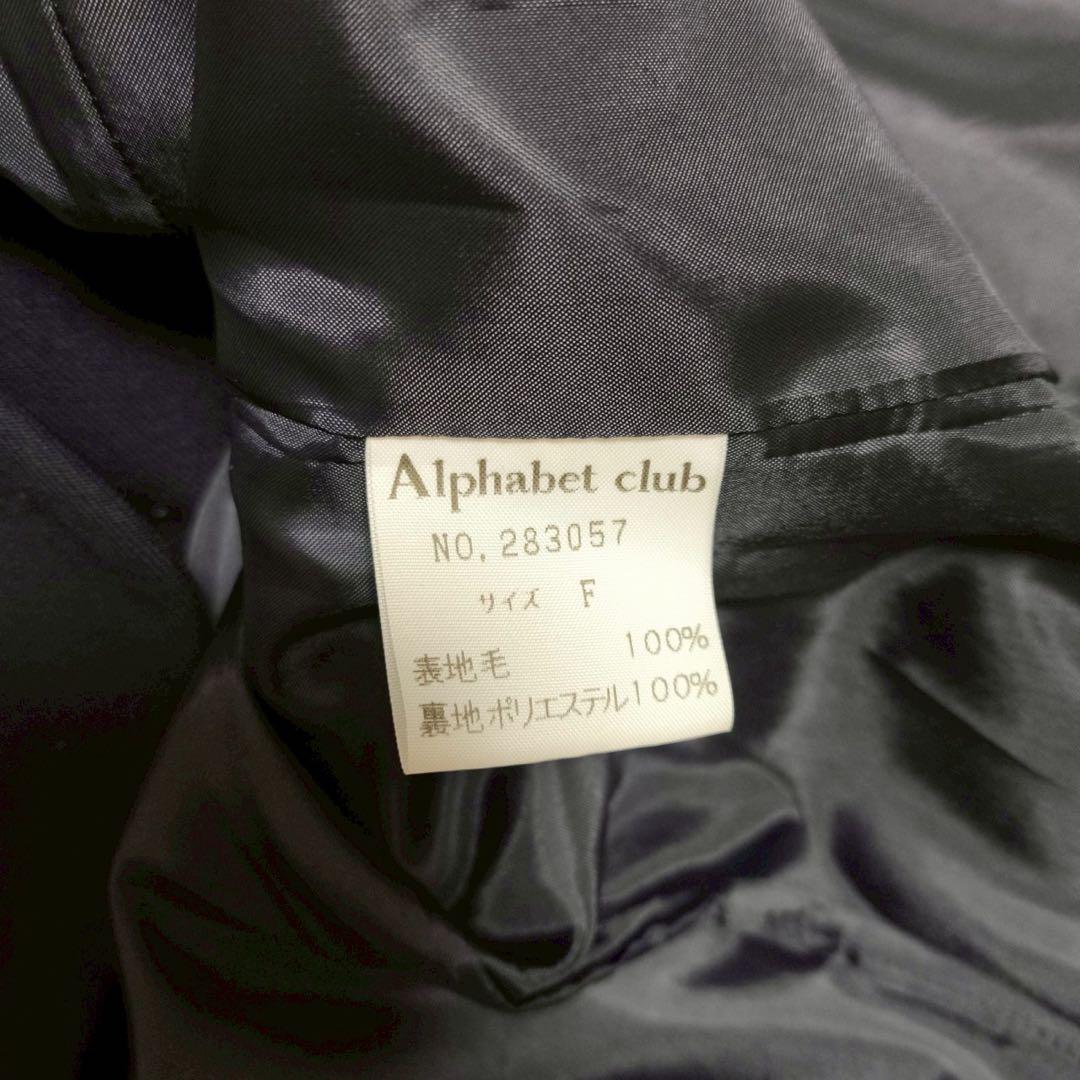 Alphabet club
NO. 283057
サイズ F
表地毛 100%
裏地ポリエステル100%